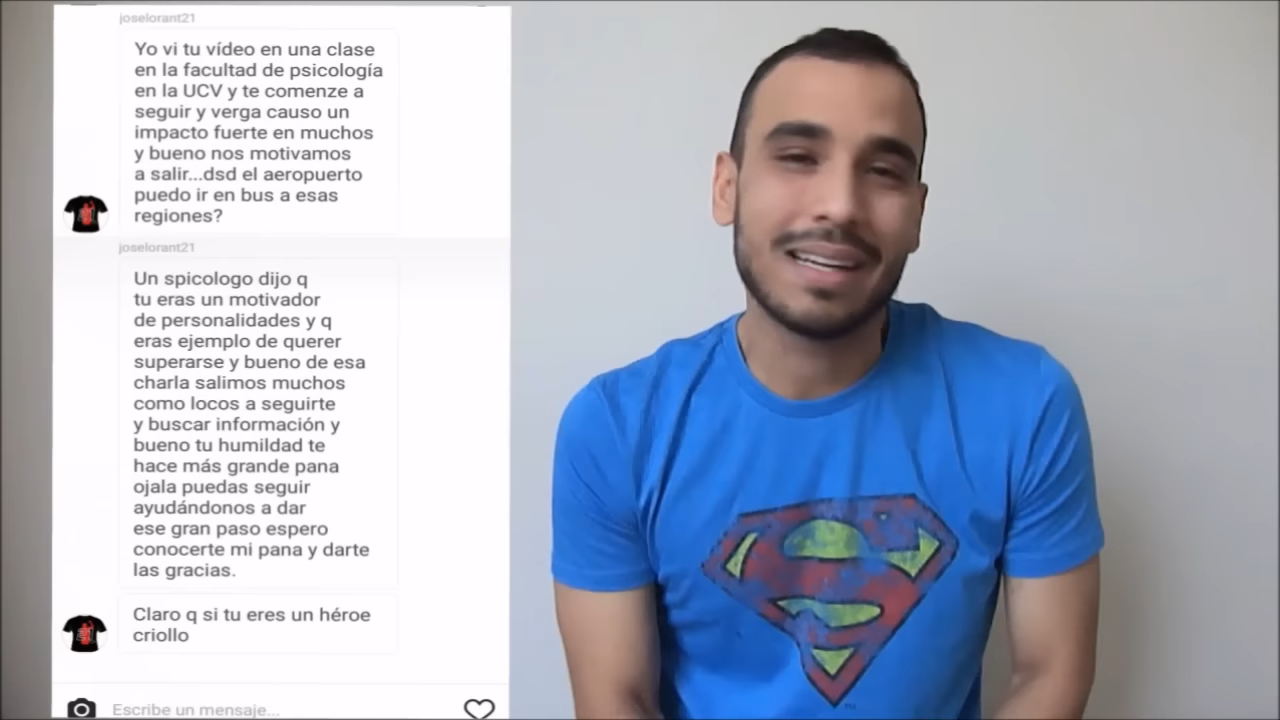 joselorant21
Yo vi tu vídeo en una clase
en la facultad de psicología
en la UCV y te comenze a
seguir y verga causo un
impacto fuerte en muchos
y bueno nos motivamos
a salir...dsd el aeropuerto
puedo ir en bus a esas
regiones?
joselorant21
Un spicologo dijo q
tu eras un motivador
de personalidades y q
eras ejemplo de querer
superarse y bueno de esa
charla salimos muchos
como locos a seguirte
y buscar información y
bueno tu humildad te
hace más grande pana
ojala puedas seguir
ayudándonos a dar
ese gran paso espero
conocerte mi pana y darte
las gracias.
Claro q si tu eres un héroe
criollo
Escribe un mensaje...
S